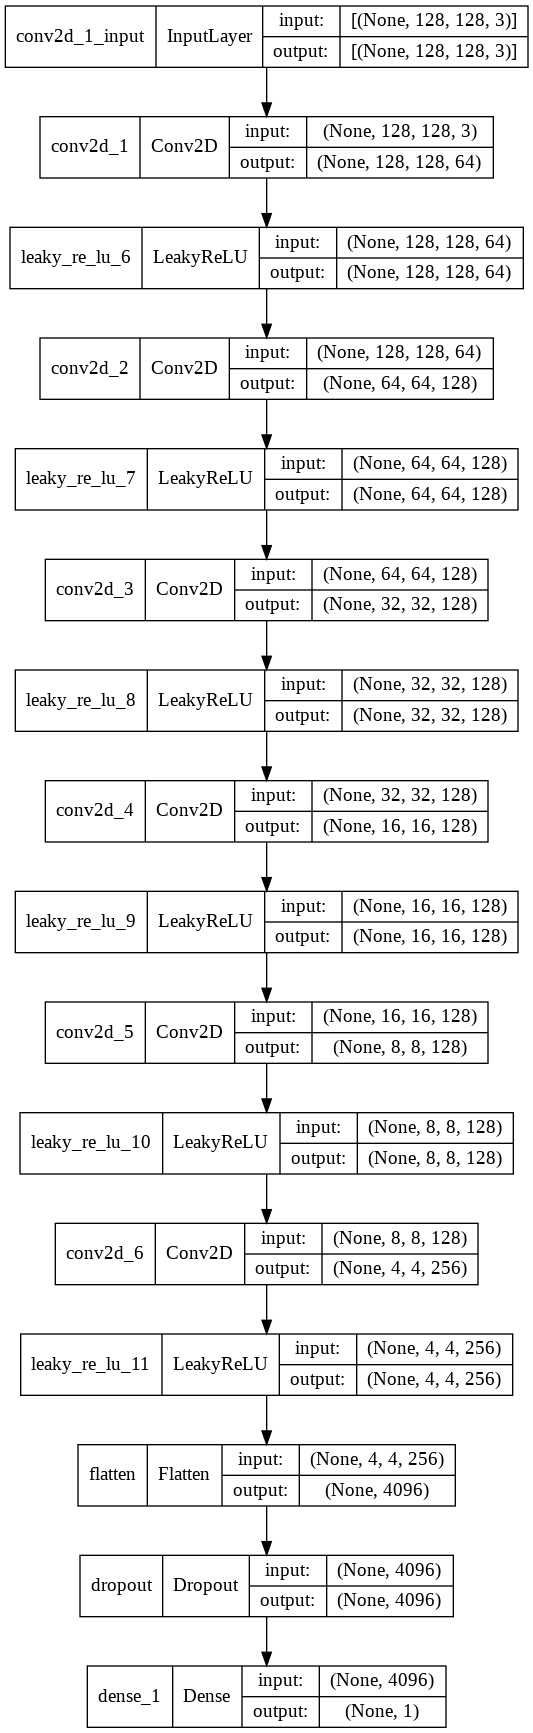 conv2d_1_input InputLayer input: [(None, 128, 128, 3)]
output: [(None, 128, 128, 3)]
conv2d_1 Conv2D input: (None, 128, 128, 3)
output: (None, 128, 128, 64)
leaky_re_lu_6 LeakyReLU input: (None, 128, 128, 64)
output: (None, 128, 128, 64)
conv2d_2 Conv2D input: (None, 128, 128, 64)
output: (None, 64, 64, 128)
leaky_re_lu_7 LeakyReLU input: (None, 64, 64, 128)
output: (None, 64, 64, 128)
conv2d_3 Conv2D input: (None, 64, 64, 128)
output: (None, 32, 32, 128)
leaky_re_lu_8 LeakyReLU input: (None, 32, 32, 128)
output: (None, 32, 32, 128)
conv2d_4 Conv2D input: (None, 32, 32, 128)
output: (None, 16, 16, 128)
leaky_re_lu_9 LeakyReLU input: (None, 16, 16, 128)
output: (None, 16, 16, 128)
conv2d_5 Conv2D input: (None, 16, 16, 128)
output: (None, 8, 8, 128)
leaky_re_lu_10 LeakyReLU input: (None, 8, 8, 128)
output: (None, 8, 8, 128)
conv2d_6 Conv2D input: (None, 8, 8, 128)
output: (None, 4, 4, 256)
leaky_re_lu_11 LeakyReLU input: (None, 4, 4, 256)
output: (None, 4, 4, 256)
flatten Flatten input: (None, 4, 4, 256)
output: (None, 4096)
dropout Dropout input: (None, 4096)
output: (None, 4096)
dense_1 Dense input: (None, 4096)
output: (None, 1)